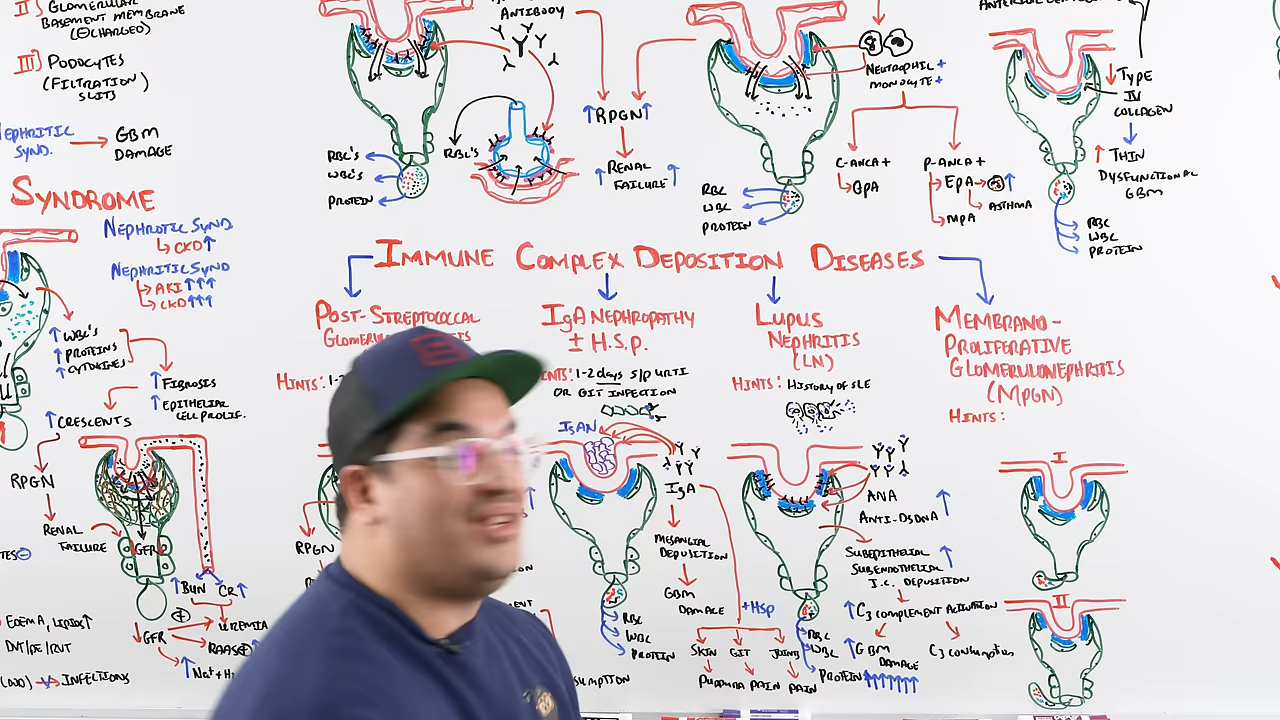 II) GLOMERULAR
BASEMENT MEMBRANE
(⊖CHARGED)
III) PODOCYTES
(FILTRATION)
SLITS
NEPHRITIC
SYND. → GBM
DAMAGE
SYNDROME
NEPHROTIC SYND.
↳ CKD↑
NEPHRITIC SYND
↳ AKI ↑↑↑
↳ CKD↑↑↑
↑ WBC'S
↑ PROTEINS
↑ CYTOKINES
↑ FIBROSIS
↑ EPITHELIAL
CELL PROLIF.
↑ CRESCENTS
RPGN
RENAL
FAILURE
GFR
↑ BUN CR↑
↓GFR
UREMIA
RAAS⊕
↑ Na+
EDEMA, LIPIDS↑
DVT/PE/RVT
→ INFECTIONS
ANTIBODY
RBC'S
WBC'S
PROTEIN
RBC'S
↑RPGN↑
↑ RENAL
FAILURE ↑
NEUTROPHIL +
MONOCYTE +
RBC
WBC
PROTEIN
C-ANCA +
↳ GPA
P-ANCA +
EPA → ↑
ASTHMA
MPA
↓ TYPE
IV
COLLAGEN
↑ THIN
DYSFUNCTIONAL
GBM
RBC
WBC
PROTEIN
IMMUNE COMPLEX DEPOSITION DISEASES
POST-STREPTOCOCCAL
HINTS:
RPGN
IgA NEPHROPATHY
± H.S.P.
1-2 days S/P URTI
OR GIT INFECTION
IgAN
IgA
MESANGIAL
DEPOSITION
GBM
DAMAGE
+Hsp
SKIN GIT JOINTS
PURPURA PAIN PAIN
RBC
WBC
PROTEIN
LUPUS
NEPHRITIS
(LN)
HINTS: HISTORY OF SLE
ANA
ANTI-DsDNA ↑
SUBEPITHELIAL
SUBENDOTHELIAL
I.C. DEPOSITION ↑
↑ C3 COMPLEMENT ACTIVATION
↑ GBM
DAMAGE
C3 CONSUMPTION
RBC
WBC
PROTEIN ↑↑↑↑↑↑↑
MEMBRANO-
PROLIFERATIVE
GLOMERULONEPHRITIS
(MPGN)
HINTS:
I
II